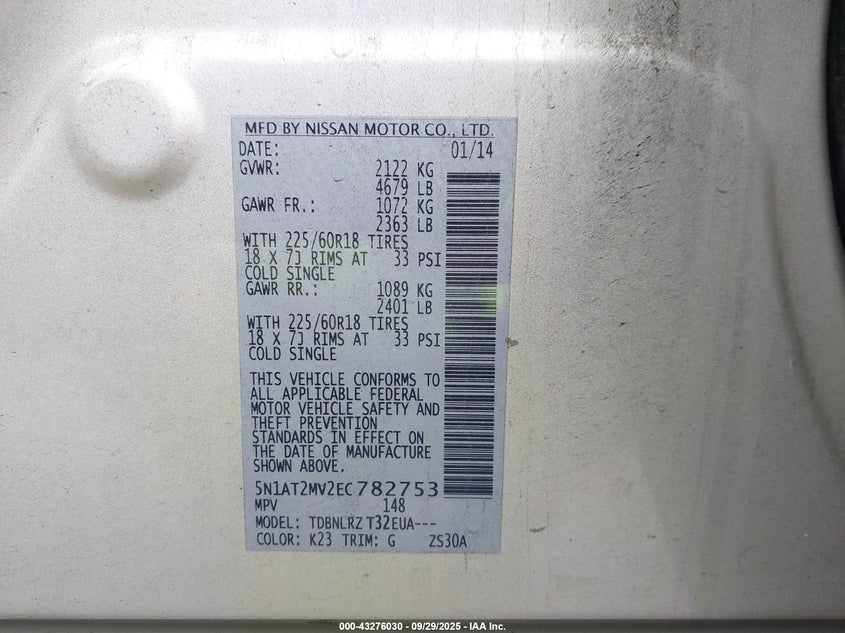 MFD BY NISSAN MOTOR CO., LTD.
DATE: 01/14
GVWR: 2122 KG
4679 LB
GAWR FR.: 1072 KG
2363 LB
WITH 225/60R18 TIRES
18 X 7J RIMS AT 33 PSI
COLD SINGLE
GAWR RR.: 1089 KG
2401 LB
WITH 225/60R18 TIRES
18 X 7J RIMS AT 33 PSI
COLD SINGLE
THIS VEHICLE CONFORMS TO
ALL APPLICABLE FEDERAL
MOTOR VEHICLE SAFETY AND
THEFT PREVENTION
STANDARDS IN EFFECT ON
THE DATE OF MANUFACTURE
SHOWN ABOVE.
5N1AT2MV2EC782753
MPV 148
MODEL: TDBNLRZ T32EUA---
COLOR: K23 TRIM: G ZS30A
000-43276030 - 09/29/2025 - IAA Inc.